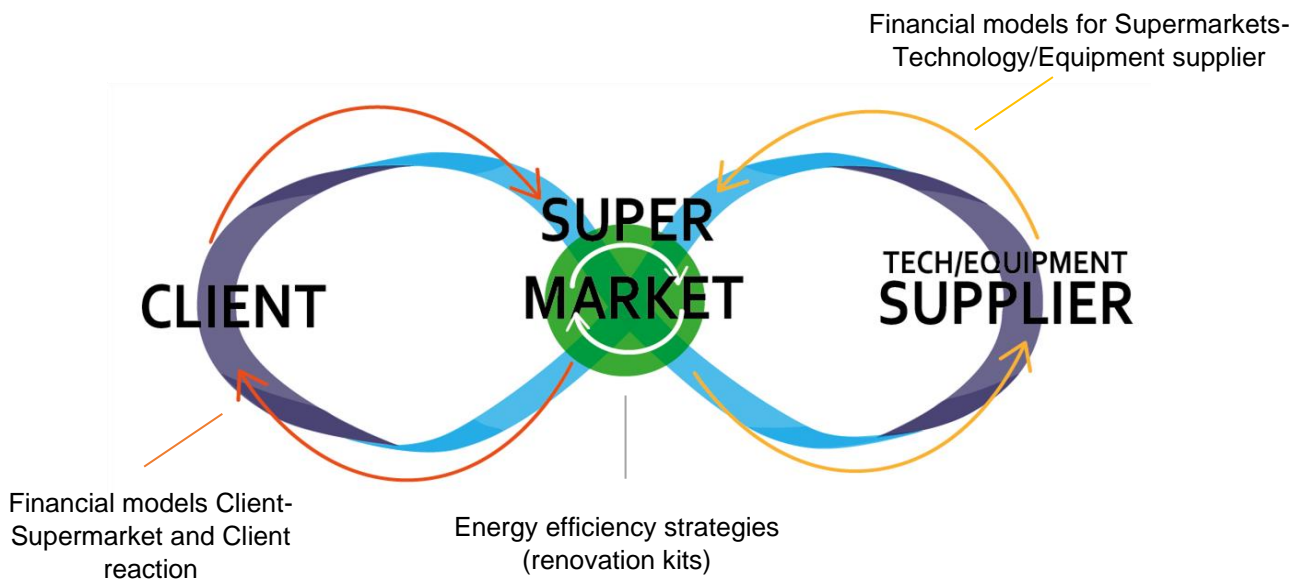 Financial models for Supermarkets-
Technology/Equipment supplier
SUPER
MARKET
CLIENT
TECH/EQUIPMENT
SUPPLIER
Financial models Client-
Supermarket and Client
reaction
Energy efficiency strategies
(renovation kits)